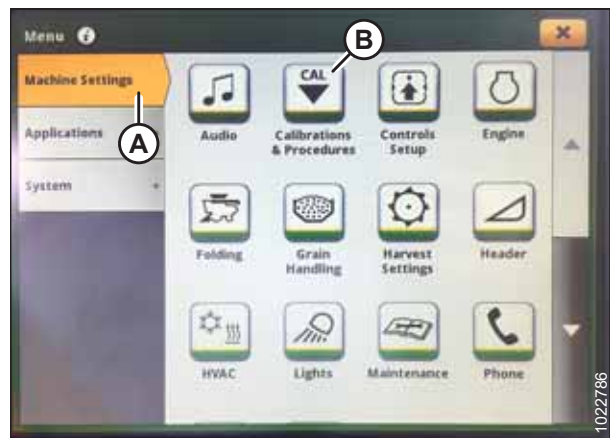 Menu i
B
Machine Settings
A
Applications
System +
CAL
Audio
Calibrations
& Procedures
Controls
Setup
Engine
Folding
Grain
Handling
Harvest
Settings
Header
HVAC
Lights
Maintenance
Phone
1022786